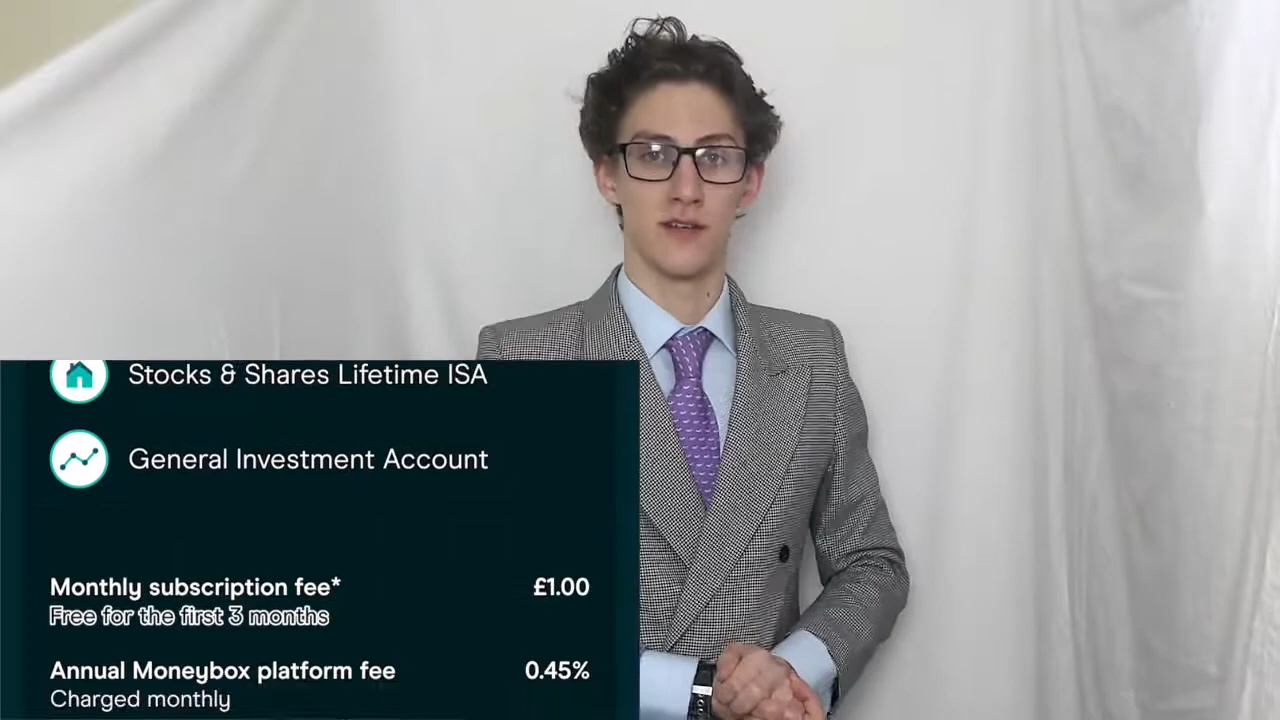 Stocks & Shares Lifetime ISA
General Investment Account
Monthly subscription fee* £1.00
Free for the first 3 months
Annual Moneybox platform fee 0.45%
Charged monthly